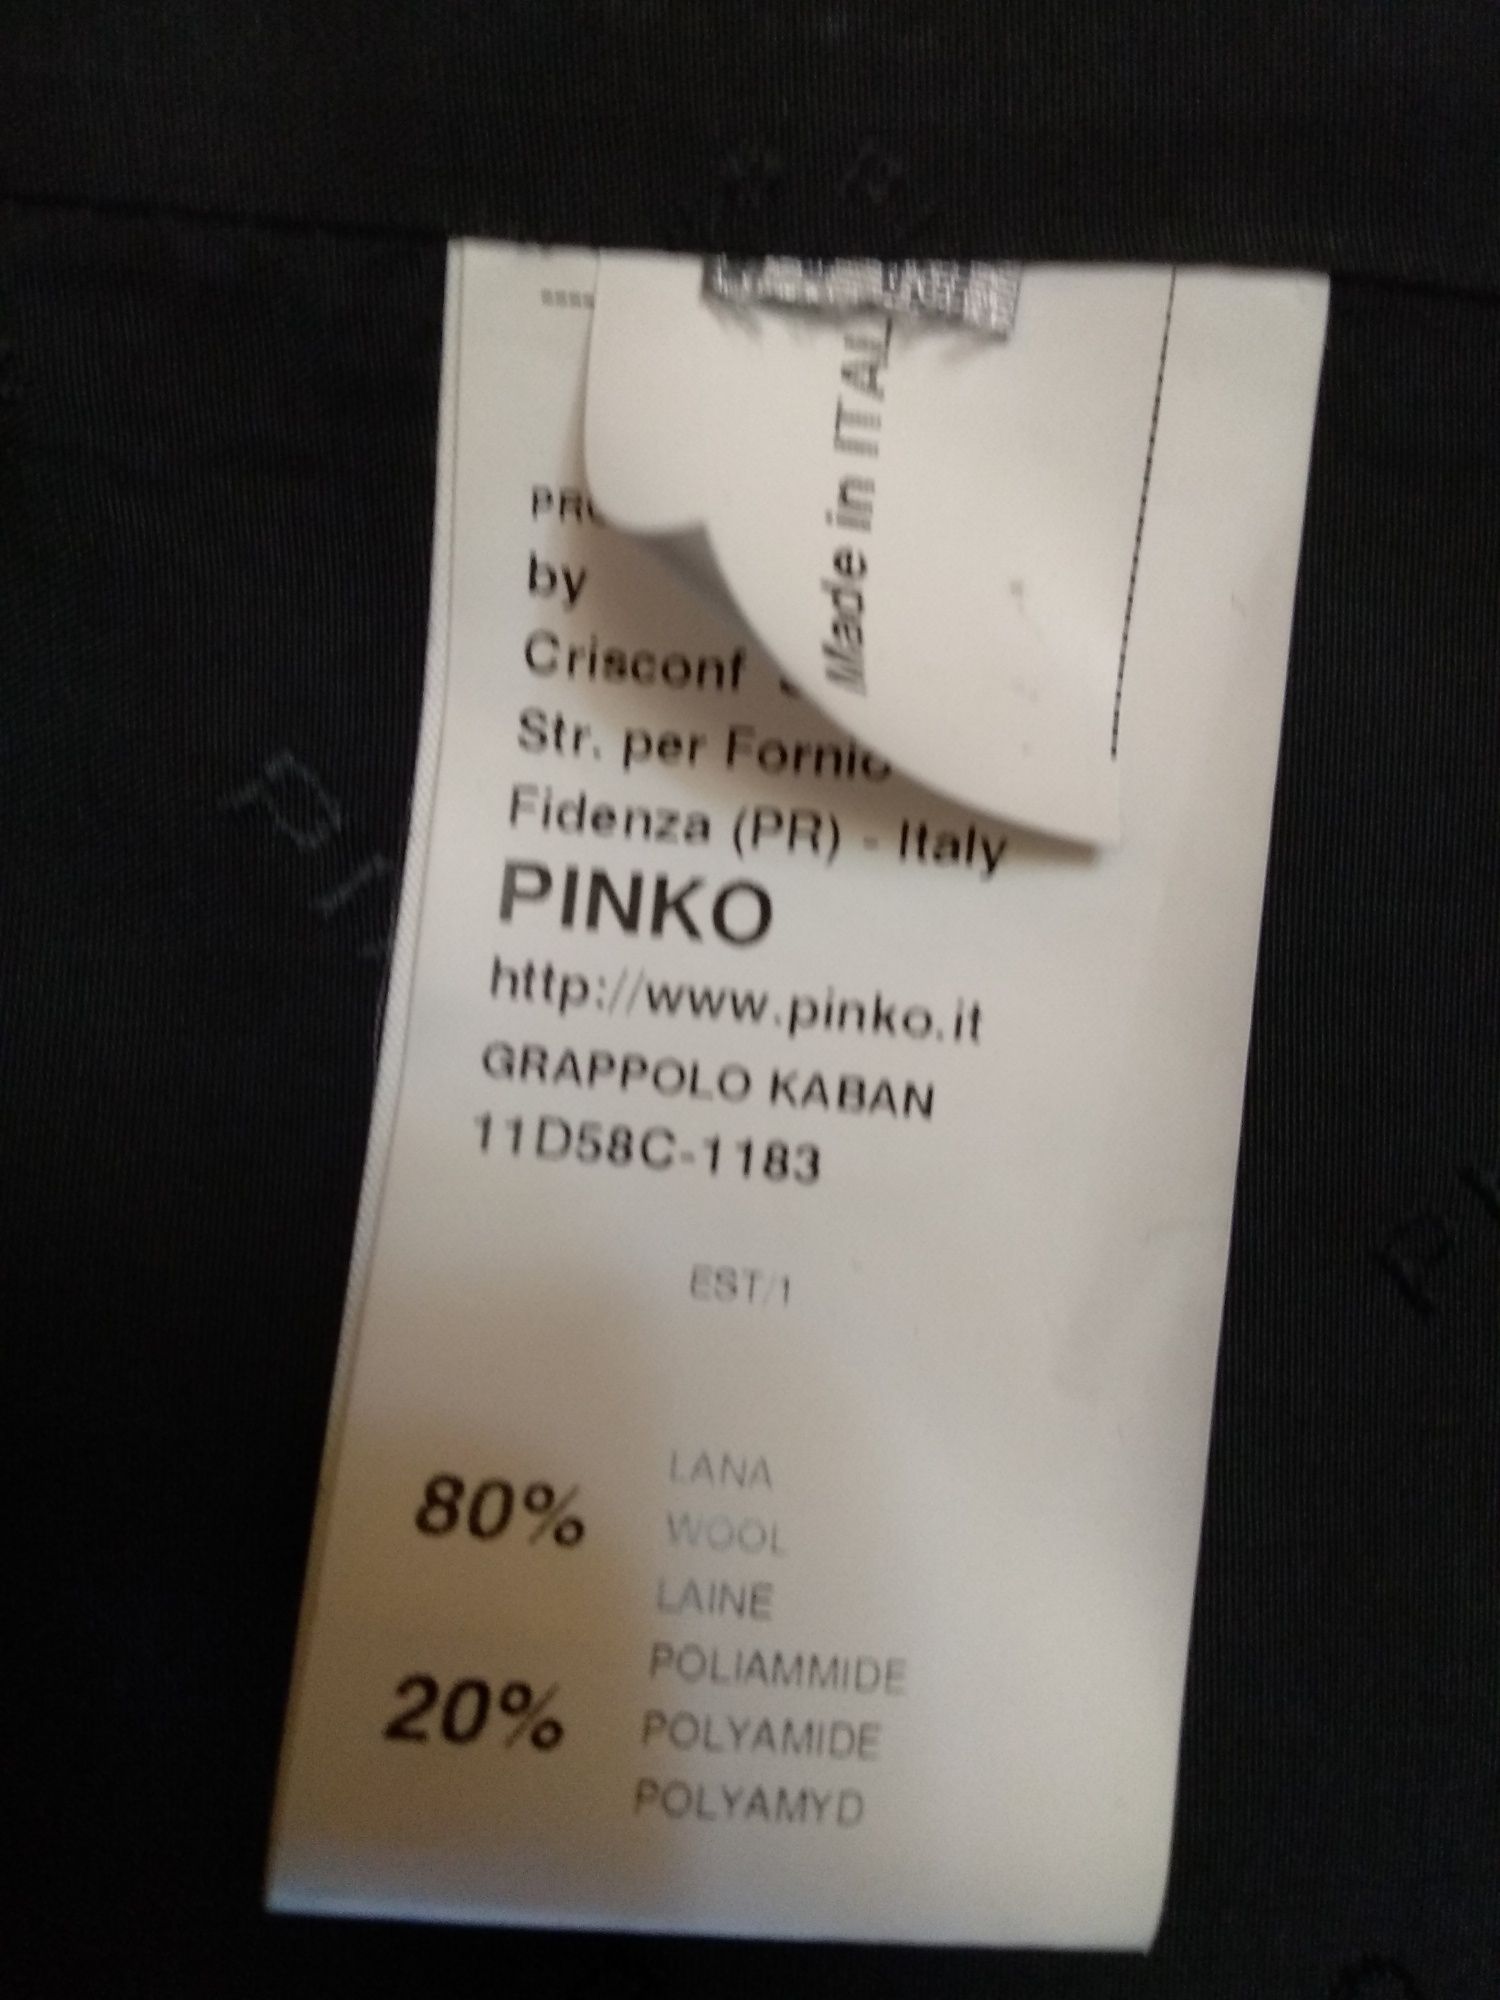 Made in ITAL
by
Crisconf
Str. per Fornio
Fidenza (PR) - Italy
PINKO
http://www.pinko.it
GRAPPOLO KABAN
11D58C-1183
EST/1
80% LANA
WOOL
LAINE
20% POLIAMMIDE
POLYAMIDE
POLYAMYD